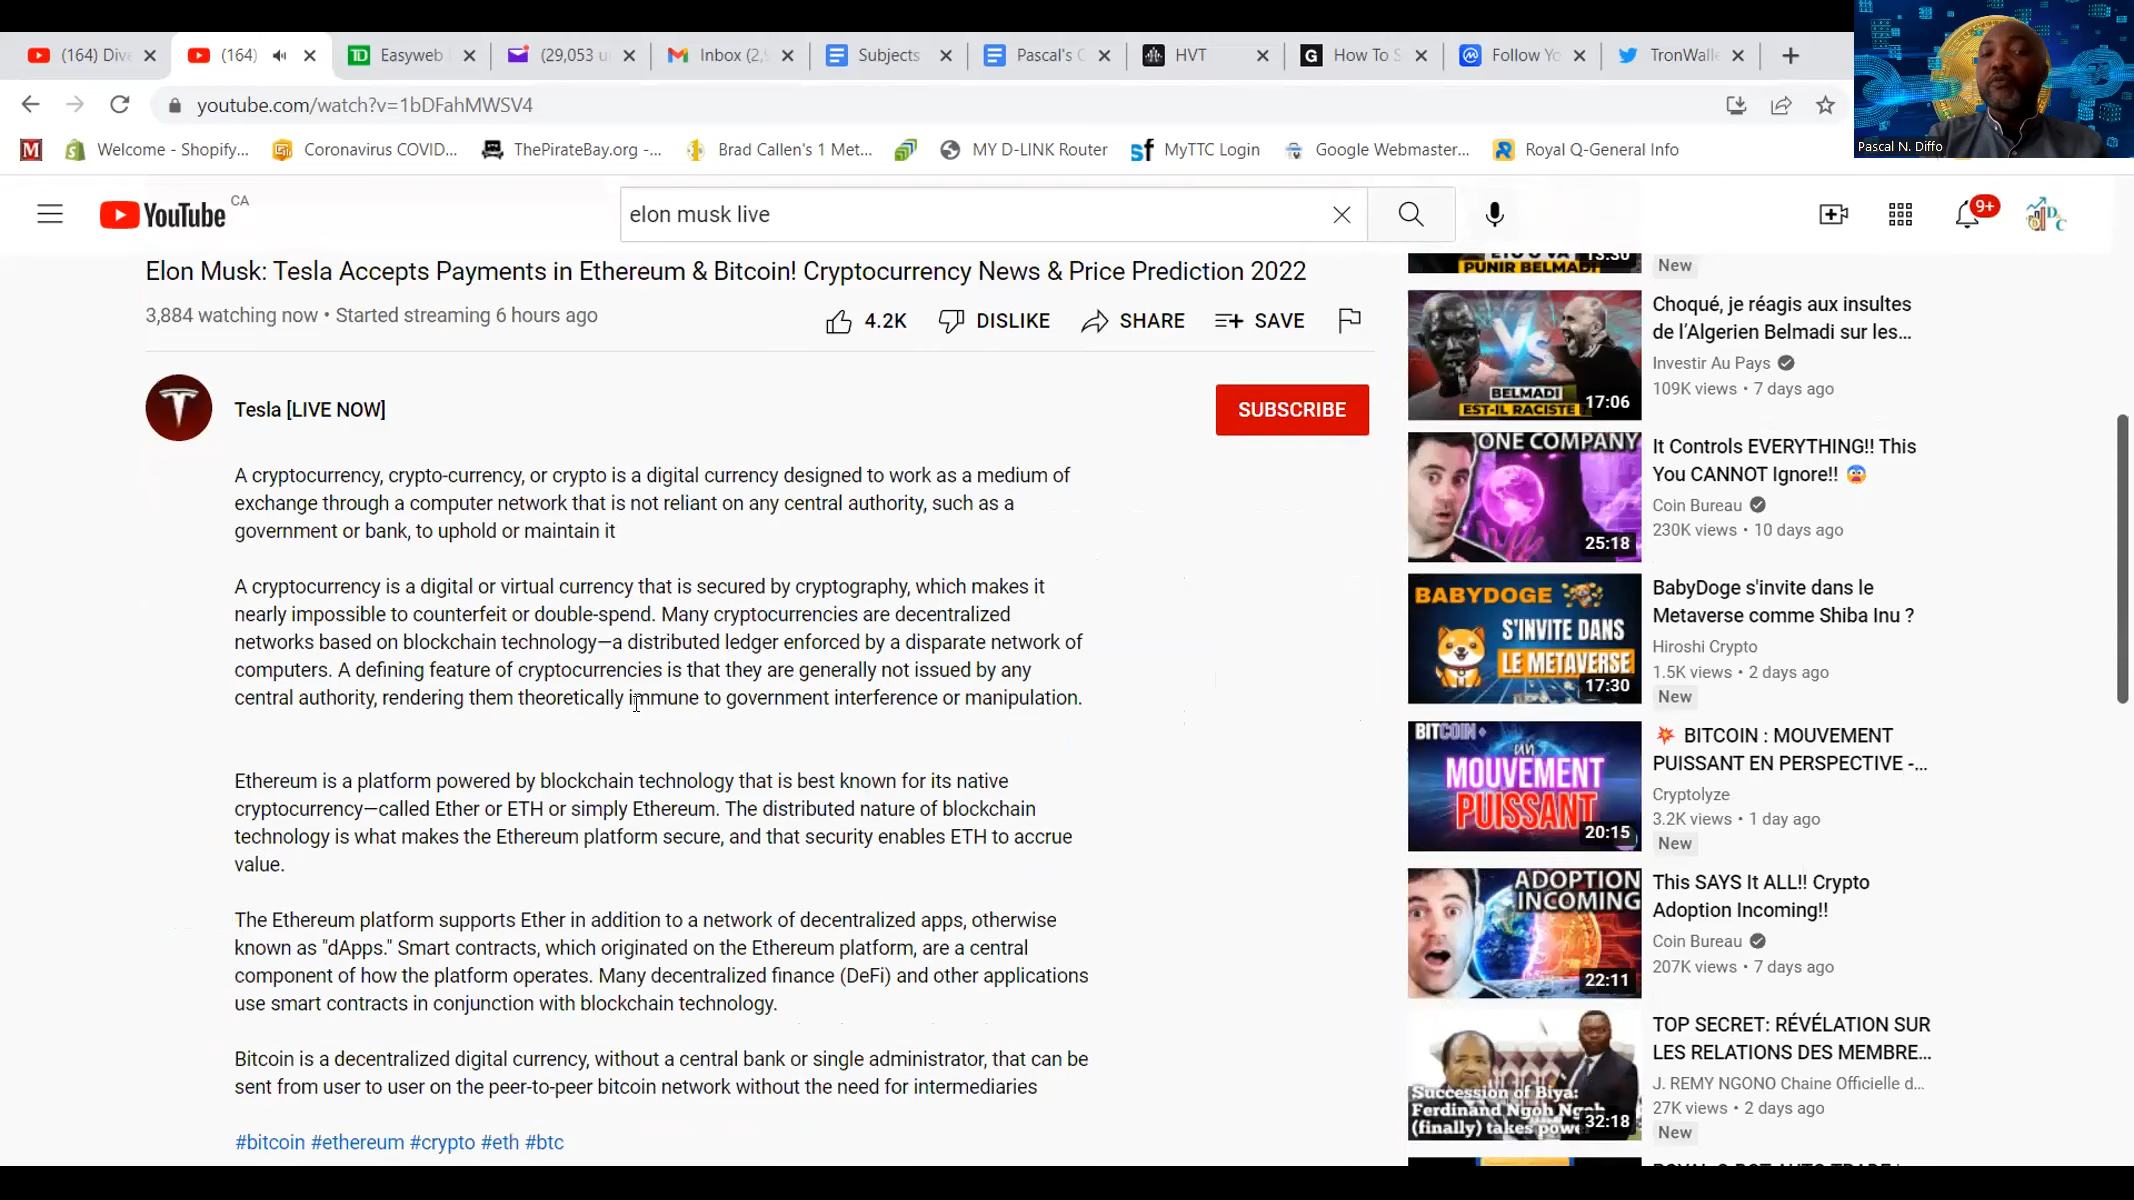 (164) Div
(164)
Easyweb
(29,053 u
Inbox (2,
Subjects
Pascal's C
HVT
How To S
Follow Yo
TronWalle
youtube.com/watch?v=1bDFahMWSV4
Welcome - Shopify...
Coronavirus COVID...
ThePirateBay.org -...
Brad Callen's 1 Met...
MY D-LINK Router
MyTTC Login
Google Webmaster...
Royal Q-General Info
Pascal N. Diffo
YouTube CA
elon musk live
9+
Elon Musk: Tesla Accepts Payments in Ethereum & Bitcoin! Cryptocurrency News & Price Prediction 2022
3,884 watching now • Started streaming 6 hours ago
4.2K
DISLIKE
SHARE
SAVE
Tesla [LIVE NOW]
SUBSCRIBE
A cryptocurrency, crypto-currency, or crypto is a digital currency designed to work as a medium of
exchange through a computer network that is not reliant on any central authority, such as a
government or bank, to uphold or maintain it
A cryptocurrency is a digital or virtual currency that is secured by cryptography, which makes it
nearly impossible to counterfeit or double-spend. Many cryptocurrencies are decentralized
networks based on blockchain technology—a distributed ledger enforced by a disparate network of
computers. A defining feature of cryptocurrencies is that they are generally not issued by any
central authority, rendering them theoretically immune to government interference or manipulation.
Ethereum is a platform powered by blockchain technology that is best known for its native
cryptocurrency—called Ether or ETH or simply Ethereum. The distributed nature of blockchain
technology is what makes the Ethereum platform secure, and that security enables ETH to accrue
value.
The Ethereum platform supports Ether in addition to a network of decentralized apps, otherwise
known as "dApps." Smart contracts, which originated on the Ethereum platform, are a central
component of how the platform operates. Many decentralized finance (DeFi) and other applications
use smart contracts in conjunction with blockchain technology.
Bitcoin is a decentralized digital currency, without a central bank or single administrator, that can be
sent from user to user on the peer-to-peer bitcoin network without the need for intermediaries
#bitcoin #ethereum #crypto #eth #btc
PUNIR BELMADI
13:30
New
VS
BELMADI
EST-IL RACISTE ?
17:06
Choqué, je réagis aux insultes
de l'Algerien Belmadi sur les...
Investir Au Pays
109K views • 7 days ago
ONE COMPANY
25:18
It Controls EVERYTHING!! This
You CANNOT Ignore!! 😨
Coin Bureau
230K views • 10 days ago
BABYDOGE
S'INVITE DANS
LE METAVERSE
17:30
BabyDoge s'invite dans le
Metaverse comme Shiba Inu ?
Hiroshi Crypto
1.5K views • 2 days ago
New
BITCOIN
un
MOUVEMENT
PUISSANT
20:15
💥 BITCOIN : MOUVEMENT
PUISSANT EN PERSPECTIVE -...
Cryptolyze
3.2K views • 1 day ago
New
ADOPTION
INCOMING
22:11
This SAYS It ALL!! Crypto
Adoption Incoming!!
Coin Bureau
207K views • 7 days ago
Succession of Biya:
Ferdinand Ngoh Ngoh
(finally) takes powe
32:18
TOP SECRET: RÉVÉLATION SUR
LES RELATIONS DES MEMBRE...
J. REMY NGONO Chaine Officielle d...
27K views • 2 days ago
New